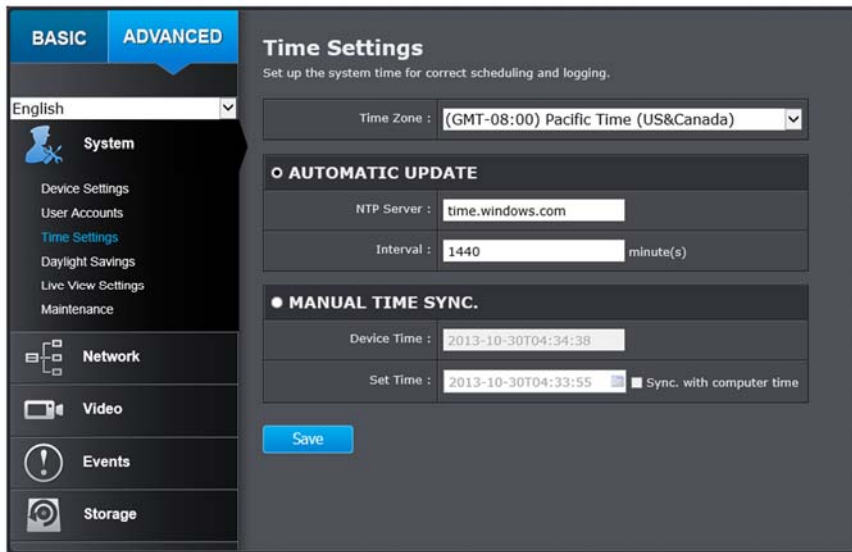 BASIC
ADVANCED
English
System
Device Settings
User Accounts
Time Settings
Daylight Savings
Live View Settings
Maintenance
Network
Video
Events
Storage
Time Settings
Set up the system time for correct scheduling and logging.
Time Zone : (GMT-08:00) Pacific Time (US&Canada)
AUTOMATIC UPDATE
NTP Server : time.windows.com
Interval : 1440 minute(s)
MANUAL TIME SYNC.
Device Time : 2013-10-30T04:34:38
Set Time : 2013-10-30T04:33:55 Sync. with computer time
Save